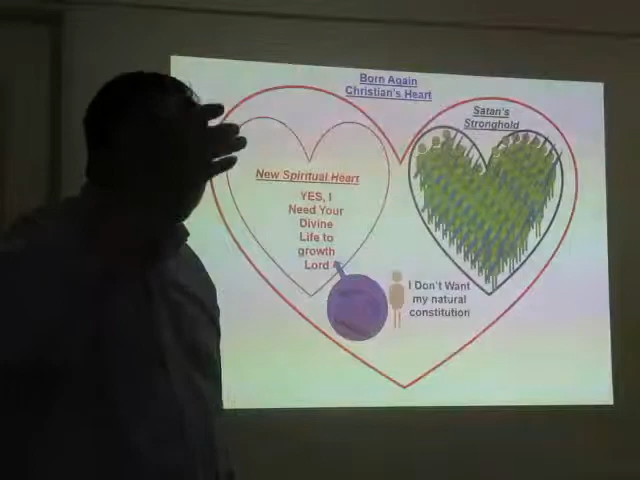 Born Again
Christian's Heart
Satan's
Stronghold
New Spiritual Heart
YES, I
Need Your
Divine
Life to
growth
Lord
I Don't Want
my natural
constitution